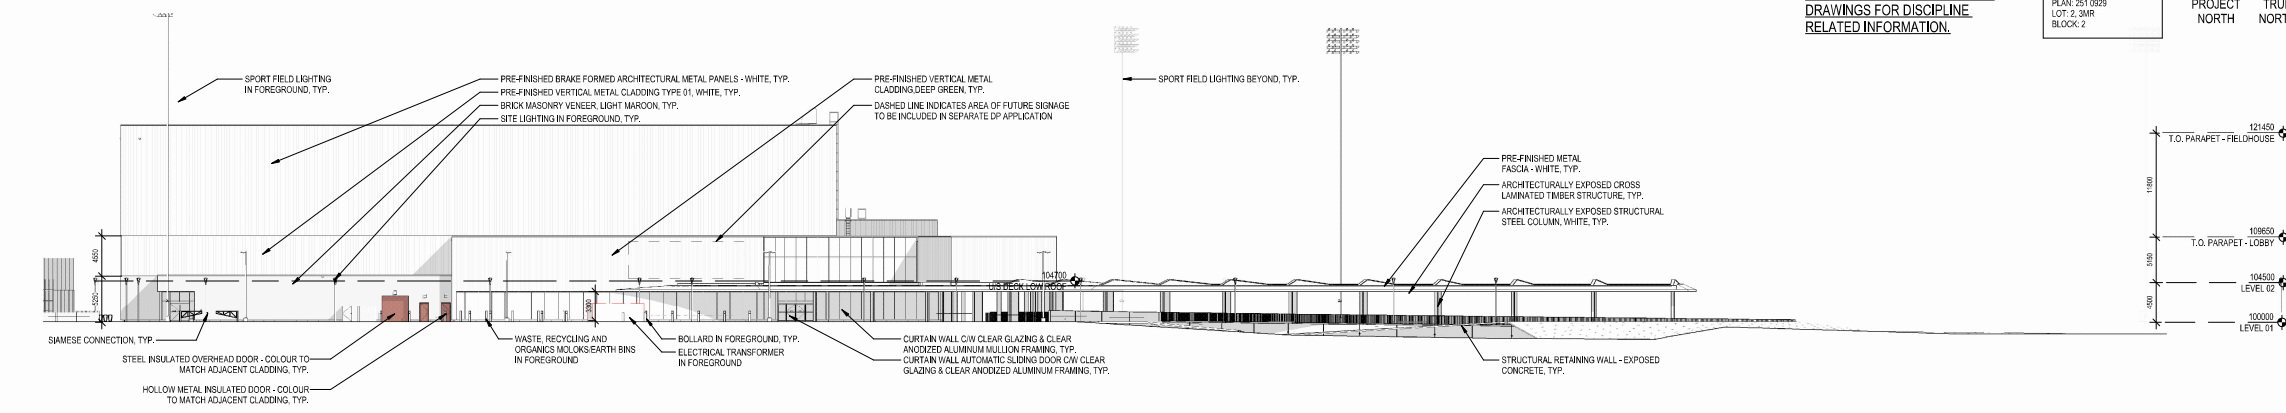 DRAWINGS FOR DISCIPLINE
RELATED INFORMATION.
PLAN: 251 0929
LOT: 2, 3MR
BLOCK: 2
PROJECT
NORTH
SPORT FIELD LIGHTING
IN FOREGROUND, TYP.
PRE-FINISHED BRAKE FORMED ARCHITECTURAL METAL PANELS - WHITE, TYP.
PRE-FINISHED VERTICAL METAL CLADDING TYPE 01, WHITE, TYP.
BRICK MASONRY VENEER, LIGHT MAROON, TYP.
SITE LIGHTING IN FOREGROUND, TYP.
PRE-FINISHED VERTICAL METAL
CLADDING,DEEP GREEN, TYP.
DASHED LINE INDICATES AREA OF FUTURE SIGNAGE
TO BE INCLUDED IN SEPARATE DP APPLICATION
SPORT FIELD LIGHTING BEYOND, TYP.
PRE-FINISHED METAL
FASCIA - WHITE, TYP.
ARCHITECTURALLY EXPOSED CROSS
LAMINATED TIMBER STRUCTURE, TYP.
ARCHITECTURALLY EXPOSED STRUCTURAL
STEEL COLUMN, WHITE, TYP.
121450
T.O. PARAPET - FIELDHOUSE
11800
109650
T.O. PARAPET - LOBBY
5150
104500
LEVEL 02
4500
100000
LEVEL 01
4550
5250
3300
104700
U/S DECK LOW ROOF
SIAMESE CONNECTION, TYP.
STEEL INSULATED OVERHEAD DOOR - COLOUR TO
MATCH ADJACENT CLADDING, TYP.
HOLLOW METAL INSULATED DOOR - COLOUR
TO MATCH ADJACENT CLADDING, TYP.
WASTE, RECYCLING AND
ORGANICS MOLOKS/EARTH BINS
IN FOREGROUND
BOLLARD IN FOREGROUND, TYP.
ELECTRICAL TRANSFORMER
IN FOREGROUND
CURTAIN WALL C/W CLEAR GLAZING & CLEAR
ANODIZED ALUMINUM MULLION FRAMING, TYP.
CURTAIN WALL AUTOMATIC SLIDING DOOR C/W CLEAR
GLAZING & CLEAR ANODIZED ALUMINUM FRAMING, TYP.
STRUCTURAL RETAINING WALL - EXPOSED
CONCRETE, TYP.